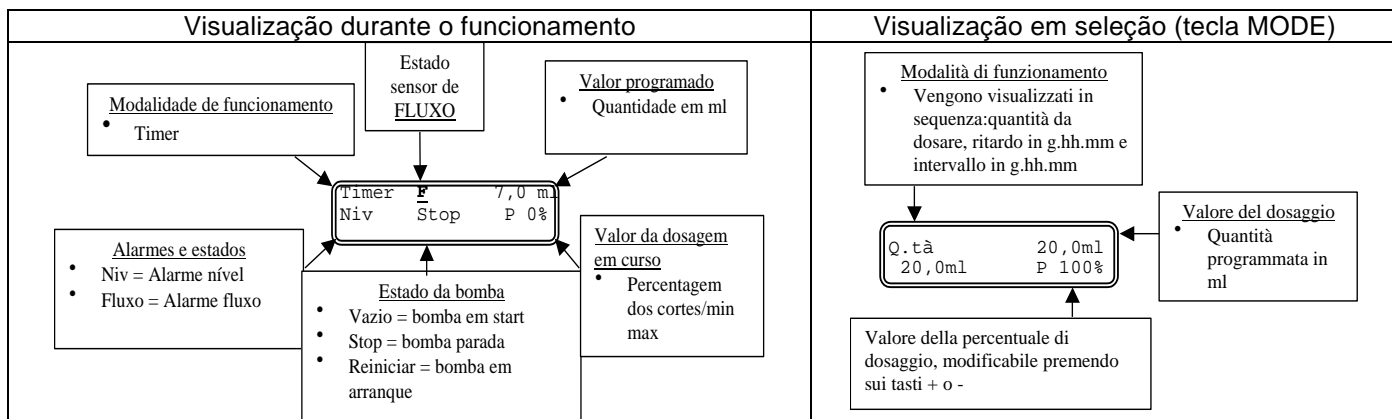 Visualização durante o funcionamento
Visualização em seleção (tecla MODE)
Estado
sensor de
FLUXO
Modalidade de funcionamento
• Timer
Valor programado
• Quantidade em ml
Timer F 7,0 ml
Niv Stop P 0%
Alarmes e estados
• Niv = Alarme nível
• Fluxo = Alarme fluxo
Estado da bomba
• Vazio = bomba em start
• Stop = bomba parada
• Reiniciar = bomba em
arranque
Valor da dosagem
em curso
• Percentagem
dos cortes/min
max
Modalità di funzionamento
• Vengono visualizzati in
sequenza:quantità da
dosare, ritardo in g.hh.mm e
intervallo in g.hh.mm
Q.tà 20,0ml
20,0ml P 100%
Valore del dosaggio
• Quantità
programmata in
ml
Valore della percentuale di
dosaggio, modificabile premendo
sui tasti + o -